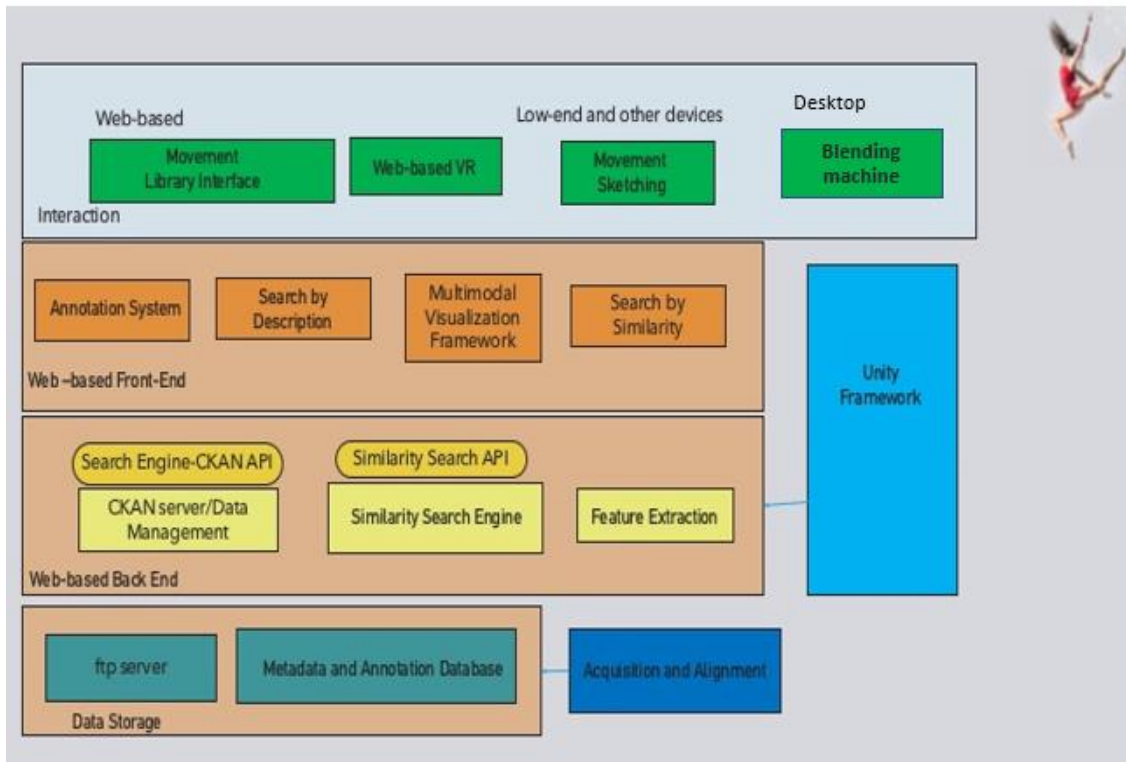 Web-based
Low-end and other devices
Desktop
Movement
Library Interface
Web-based VR
Movement
Sketching
Blending
machine
Interaction
Annotation System
Search by
Description
Multimodal
Visualization
Framework
Search by
Similarity
Web –based Front-End
Unity
Framework
Search Engine-CKAN API
CKAN server/Data
Management
Similarity Search API
Similarity Search Engine
Feature Extraction
Web-based Back End
ftp server
Metadata and Annotation Database
Acquisition and Alignment
Data Storage